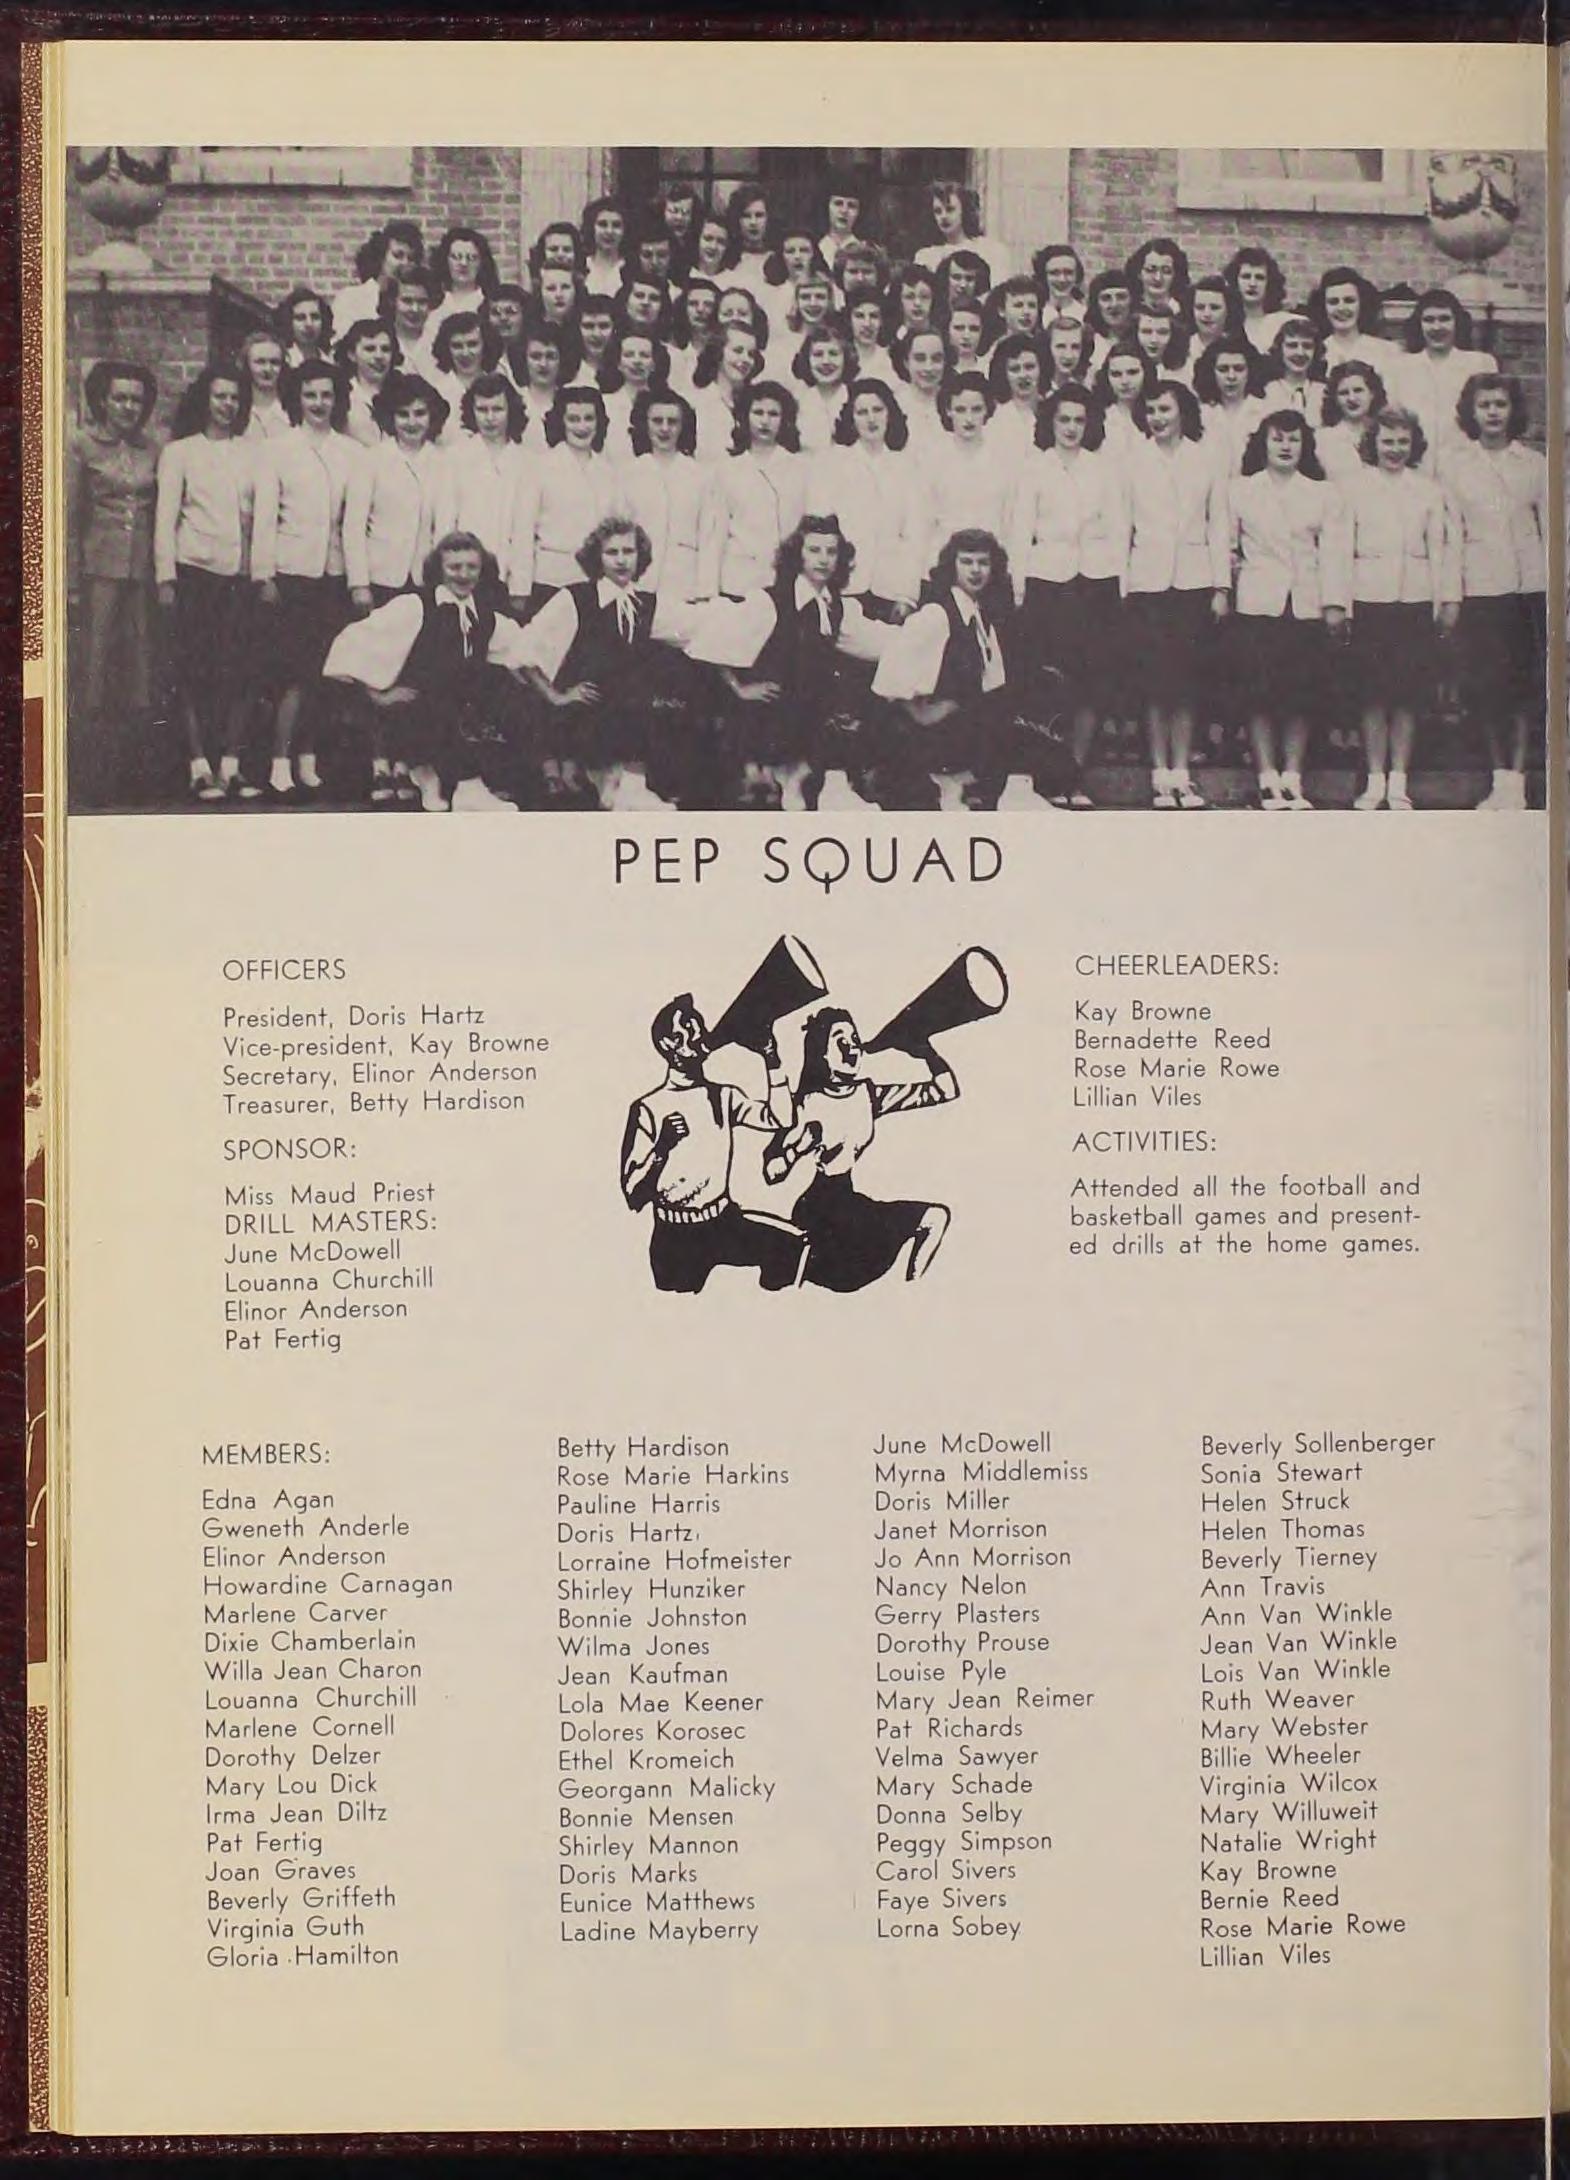 PEP SQUAD
OFFICERS
President, Doris Hartz
Vice-president, Kay Browne
Secretary, Elinor Anderson
Treasurer, Betty Hardison
SPONSOR:
Miss Maud Priest
DRILL MASTERS:
June McDowell
Louanna Churchill
Elinor Anderson
Pat Fertig
CHEERLEADERS:
Kay Browne
Bernadette Reed
Rose Marie Rowe
Lillian Viles
ACTIVITIES:
Attended all the football and
basketball games and present-
ed drills at the home games.
MEMBERS:
Edna Agan
Gweneth Anderle
Elinor Anderson
Howardine Carnagan
Marlene Carver
Dixie Chamberlain
Willa Jean Charon
Louanna Churchill
Marlene Cornell
Dorothy Delzer
Mary Lou Dick
Irma Jean Diltz
Pat Fertig
Joan Graves
Beverly Griffeth
Virginia Guth
Gloria Hamilton
Betty Hardison
Rose Marie Harkins
Pauline Harris
Doris Hartz
Lorraine Hofmeister
Shirley Hunziker
Bonnie Johnston
Wilma Jones
Jean Kaufman
Lola Mae Keener
Dolores Korosec
Ethel Kromeich
Georgann Malicky
Bonnie Mensen
Shirley Mannon
Doris Marks
Eunice Matthews
Ladine Mayberry
June McDowell
Myrna Middlemiss
Doris Miller
Janet Morrison
Jo Ann Morrison
Nancy Nelon
Gerry Plasters
Dorothy Prouse
Louise Pyle
Mary Jean Reimer
Pat Richards
Velma Sawyer
Mary Schade
Donna Selby
Peggy Simpson
Carol Sivers
Faye Sivers
Lorna Sobey
Beverly Sollenberger
Sonia Stewart
Helen Struck
Helen Thomas
Beverly Tierney
Ann Travis
Ann Van Winkle
Jean Van Winkle
Lois Van Winkle
Ruth Weaver
Mary Webster
Billie Wheeler
Virginia Wilcox
Mary Willuweit
Natalie Wright
Kay Browne
Bernie Reed
Rose Marie Rowe
Lillian Viles